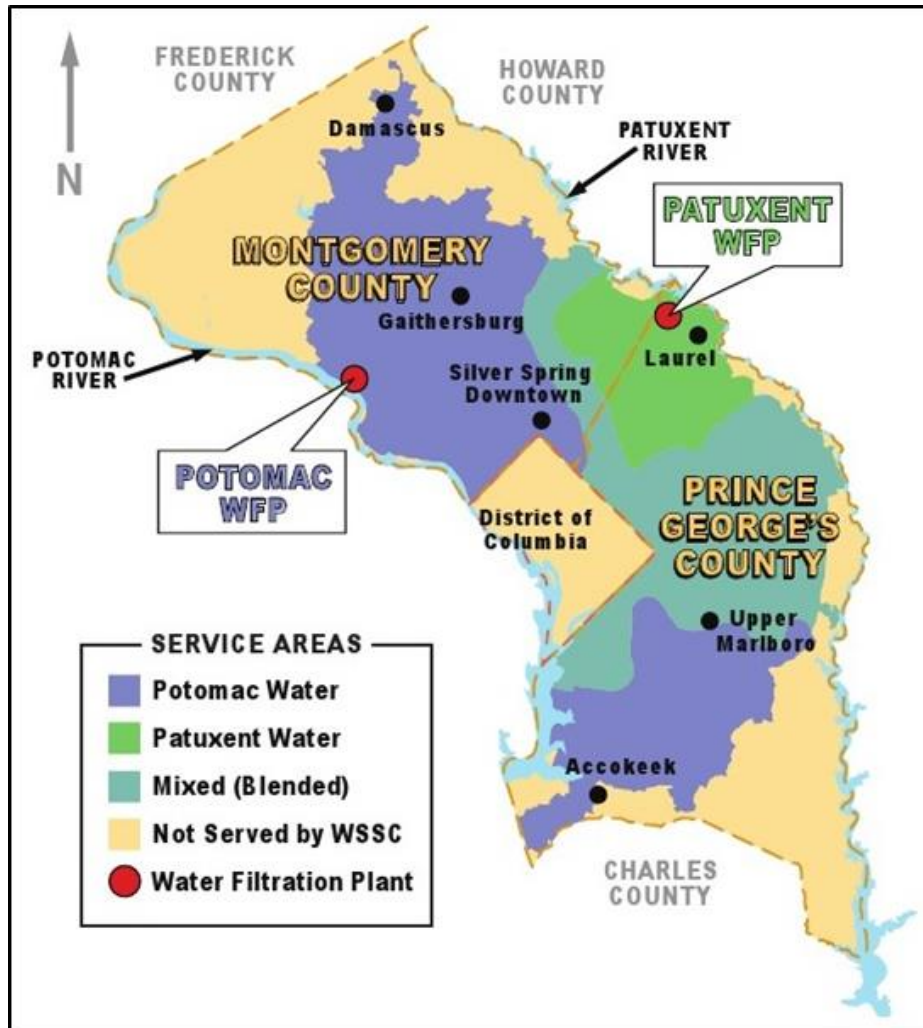 FREDERICK
COUNTY
HOWARD
COUNTY
N
Damascus
PATUXENT
RIVER
PATUXENT
WFP
MONTGOMERY
COUNTY
Gaithersburg
Laurel
POTOMAC
RIVER
Silver Spring
Downtown
POTOMAC
WFP
District of
Columbia
PRINCE
GEORGE'S
COUNTY
Upper
Marlboro
SERVICE AREAS
Potomac Water
Patuxent Water
Mixed (Blended)
Not Served by WSSC
Water Filtration Plant
Accokeek
CHARLES
COUNTY